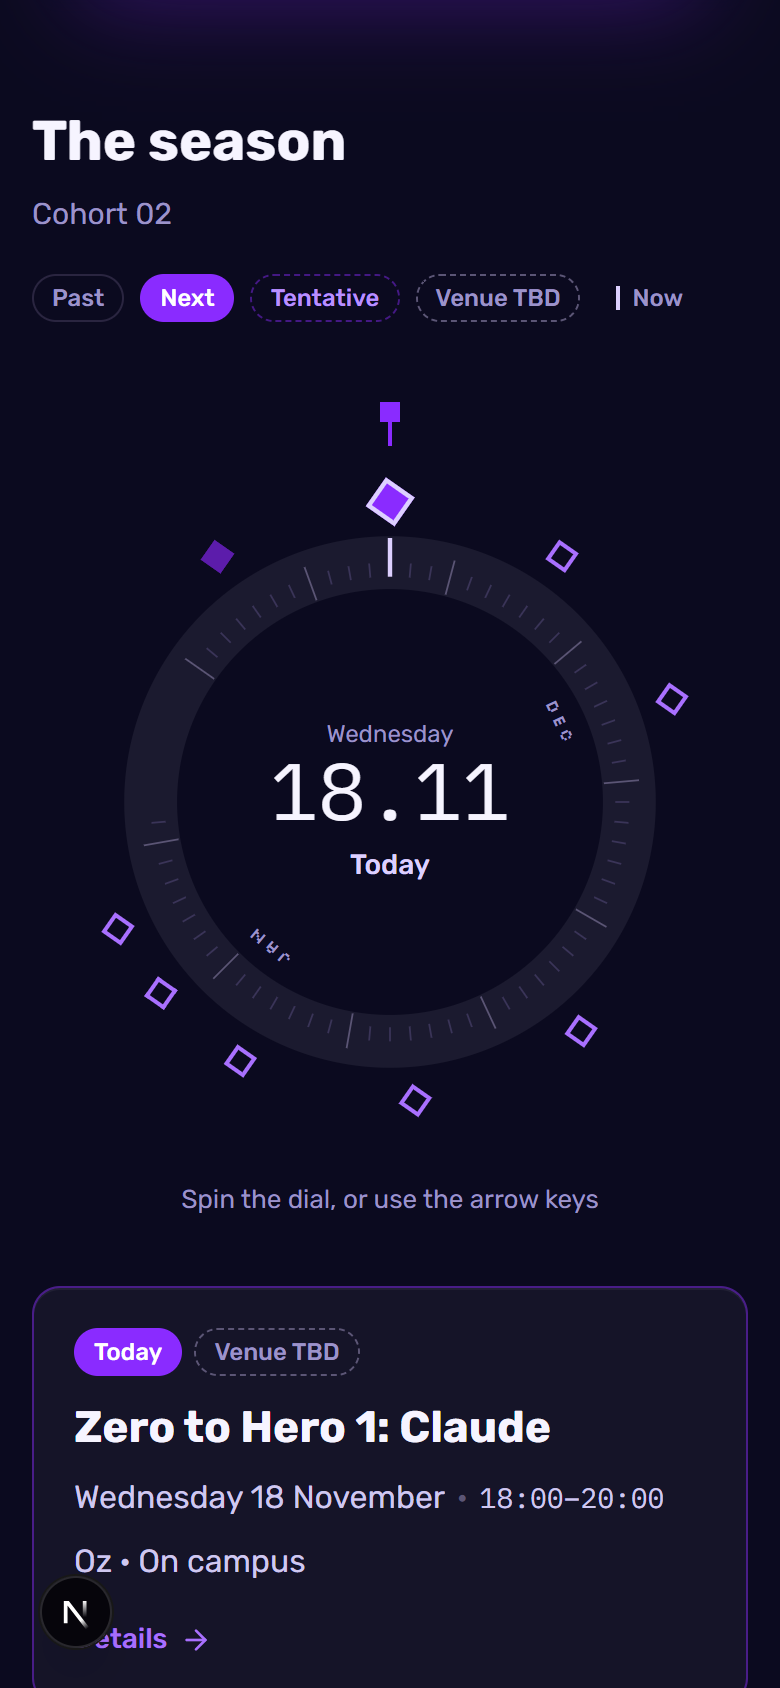 The season
Cohort 02
Past
Next
Tentative
Venue TBD
Now
DEC
Wednesday
18.11
Today
JAN
Spin the dial, or use the arrow keys
Today
Venue TBD
Zero to Hero 1: Claude
Wednesday 18 November • 18:00–20:00
Oz • On campus
N
etails →